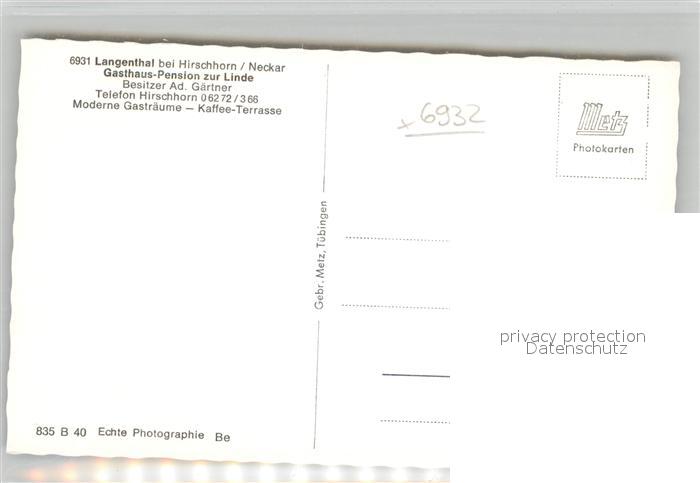 6931 Langenthal bei Hirschhorn / Neckar
Gasthaus-Pension zur Linde
Besitzer Ad. Gärtner
Telefon Hirschhorn 06272/366
Moderne Gasträume – Kaffee-Terrasse
x 6932
Metz
Photokarten
Gebr. Metz, Tübingen
privacy protection
Datenschutz
835 B 40 Echte Photographie Be